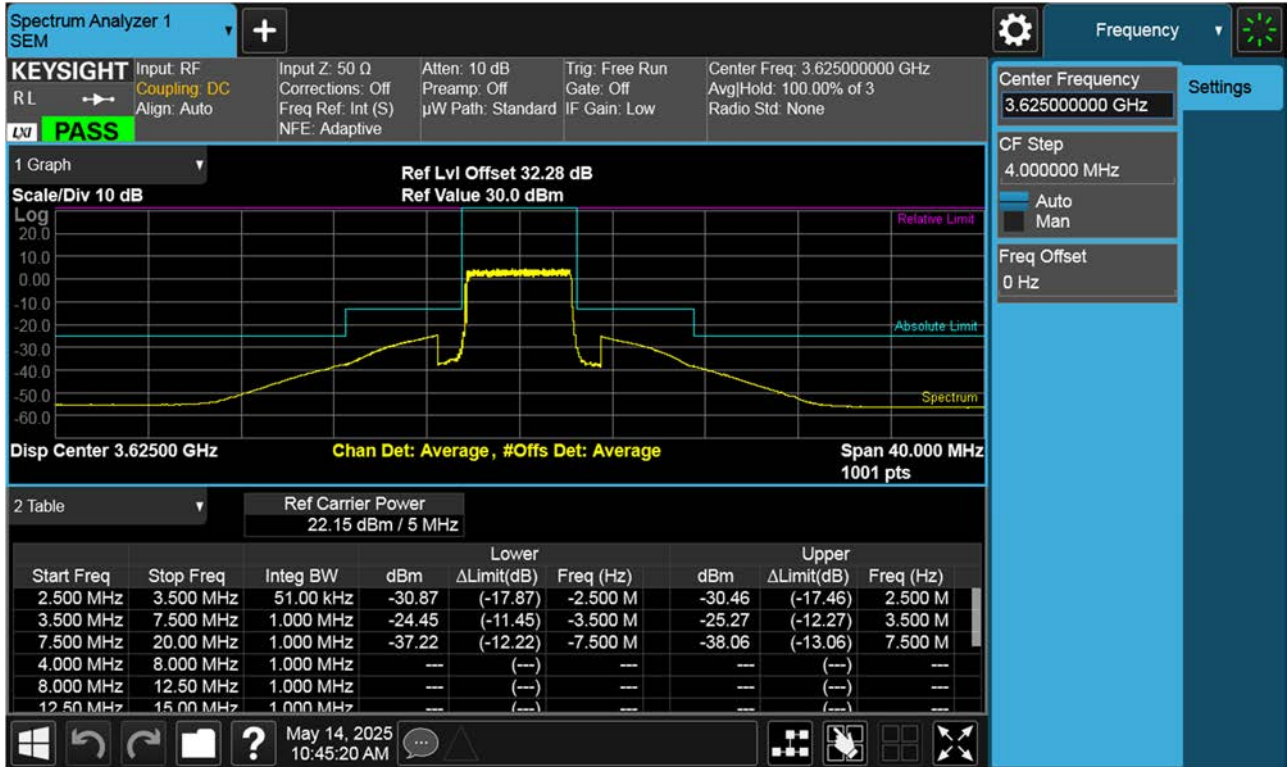 Spectrum Analyzer 1
SEM
Frequency
KEYSIGHT
RL
LXI
PASS
Input: RF
Coupling: DC
Align: Auto
Input Z: 50 Ω
Corrections: Off
Freq Ref: Int (S)
NFE: Adaptive
Atten: 10 dB
Preamp: Off
µW Path: Standard
Trig: Free Run
Gate: Off
IF Gain: Low
Center Freq: 3.625000000 GHz
Avg|Hold: 100.00% of 3
Radio Std: None
Center Frequency
3.625000000 GHz
Settings
CF Step
4.000000 MHz
Auto
Man
Freq Offset
0 Hz
1 Graph
Ref Lvl Offset 32.28 dB
Scale/Div 10 dB
Ref Value 30.0 dBm
Log
Relative Limit
20.0
10.0
0.00
-10.0
-20.0
Absolute Limit
-30.0
-40.0
-50.0
Spectrum
-60.0
Disp Center 3.62500 GHz
Chan Det: Average , #Offs Det: Average
Span 40.000 MHz
1001 pts
2 Table
Ref Carrier Power
22.15 dBm / 5 MHz
Lower Upper
Start Freq Stop Freq Integ BW dBm ΔLimit(dB) Freq (Hz) dBm ΔLimit(dB) Freq (Hz)
2.500 MHz 3.500 MHz 51.00 kHz -30.87 (-17.87) -2.500 M -30.46 (-17.46) 2.500 M
3.500 MHz 7.500 MHz 1.000 MHz -24.45 (-11.45) -3.500 M -25.27 (-12.27) 3.500 M
7.500 MHz 20.00 MHz 1.000 MHz -37.22 (-12.22) -7.500 M -38.06 (-13.06) 7.500 M
4.000 MHz 8.000 MHz 1.000 MHz --- (---) --- --- (---) ---
8.000 MHz 12.50 MHz 1.000 MHz --- (---) --- --- (---) ---
12.50 MHz 15.00 MHz 1.000 MHz --- (---) --- --- (---) ---
May 14, 2025
10:45:20 AM